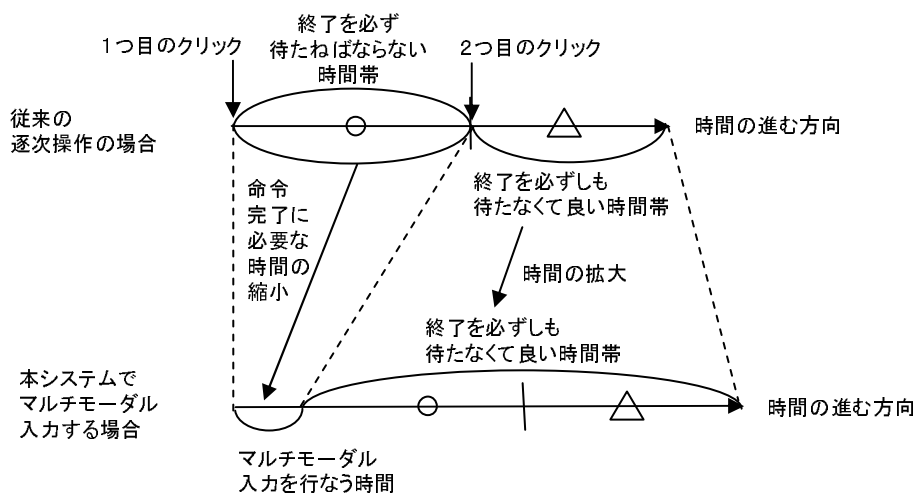 終了を必ず
待たねばならない
時間帯
1つ目のクリック
2つ目のクリック
従来の
逐次操作の場合
時間の進む方向
命令
完了に
必要な
時間の
縮小
終了を必ずしも
待たなくて良い時間帯
時間の拡大
終了を必ずしも
待たなくて良い時間帯
本システムで
マルチモーダル
入力する場合
時間の進む方向
マルチモーダル
入力を行なう時間